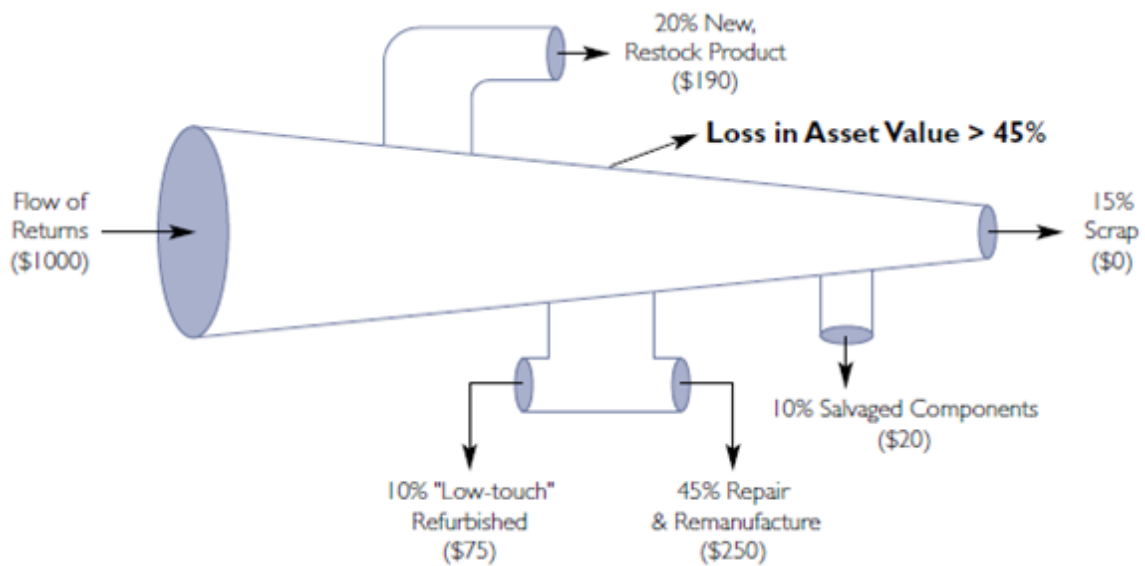 20% New,
Restock Product
($190)
Loss in Asset Value > 45%
Flow of
Returns
($1000)
15%
Scrap
($0)
10% Salvaged Components
($20)
10% "Low-touch"
Refurbished
($75)
45% Repair
& Remanufacture
($250)